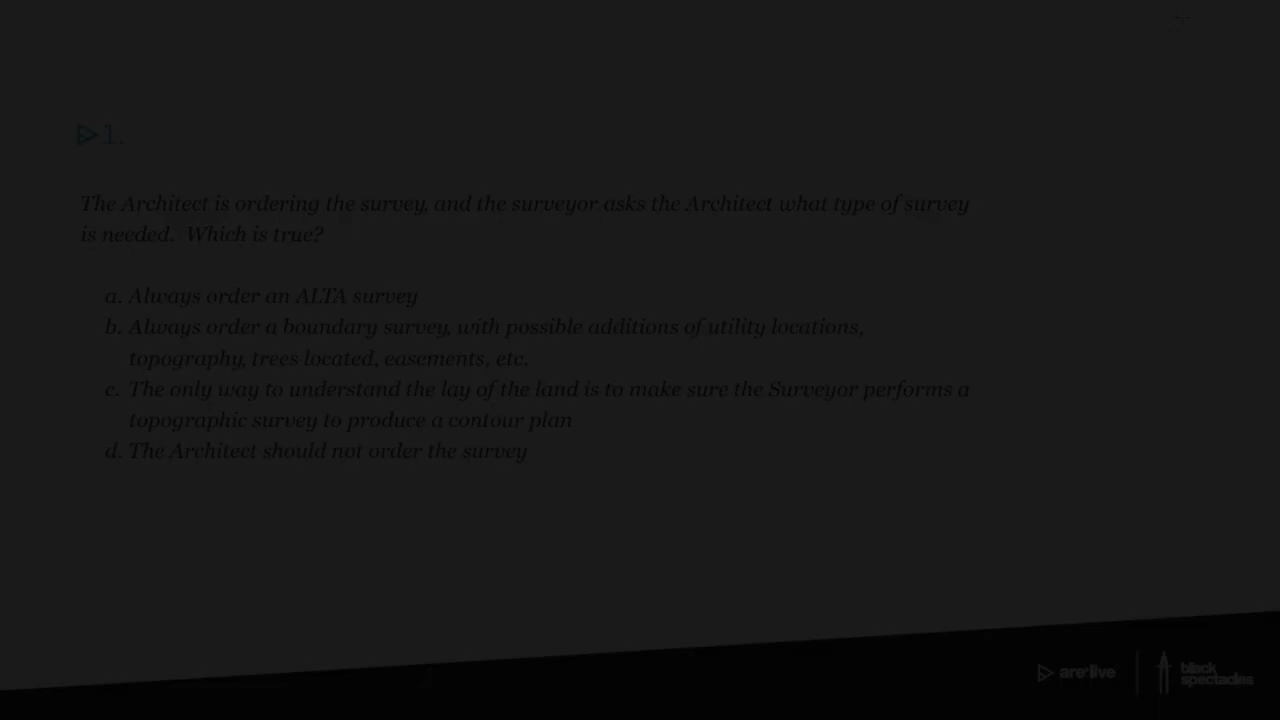 1.
The Architect is ordering the survey, and the surveyor asks the Architect what type of survey
is needed. Which is true?
a. Always order an ALTA survey
b. Always order a boundary survey, with possible additions of utility locations,
topography, trees located, easements, etc.
c. The only way to understand the lay of the land is to make sure the Surveyor performs a
topographic survey to produce a contour plan
d. The Architect should not order the survey
are live
black
spectacles